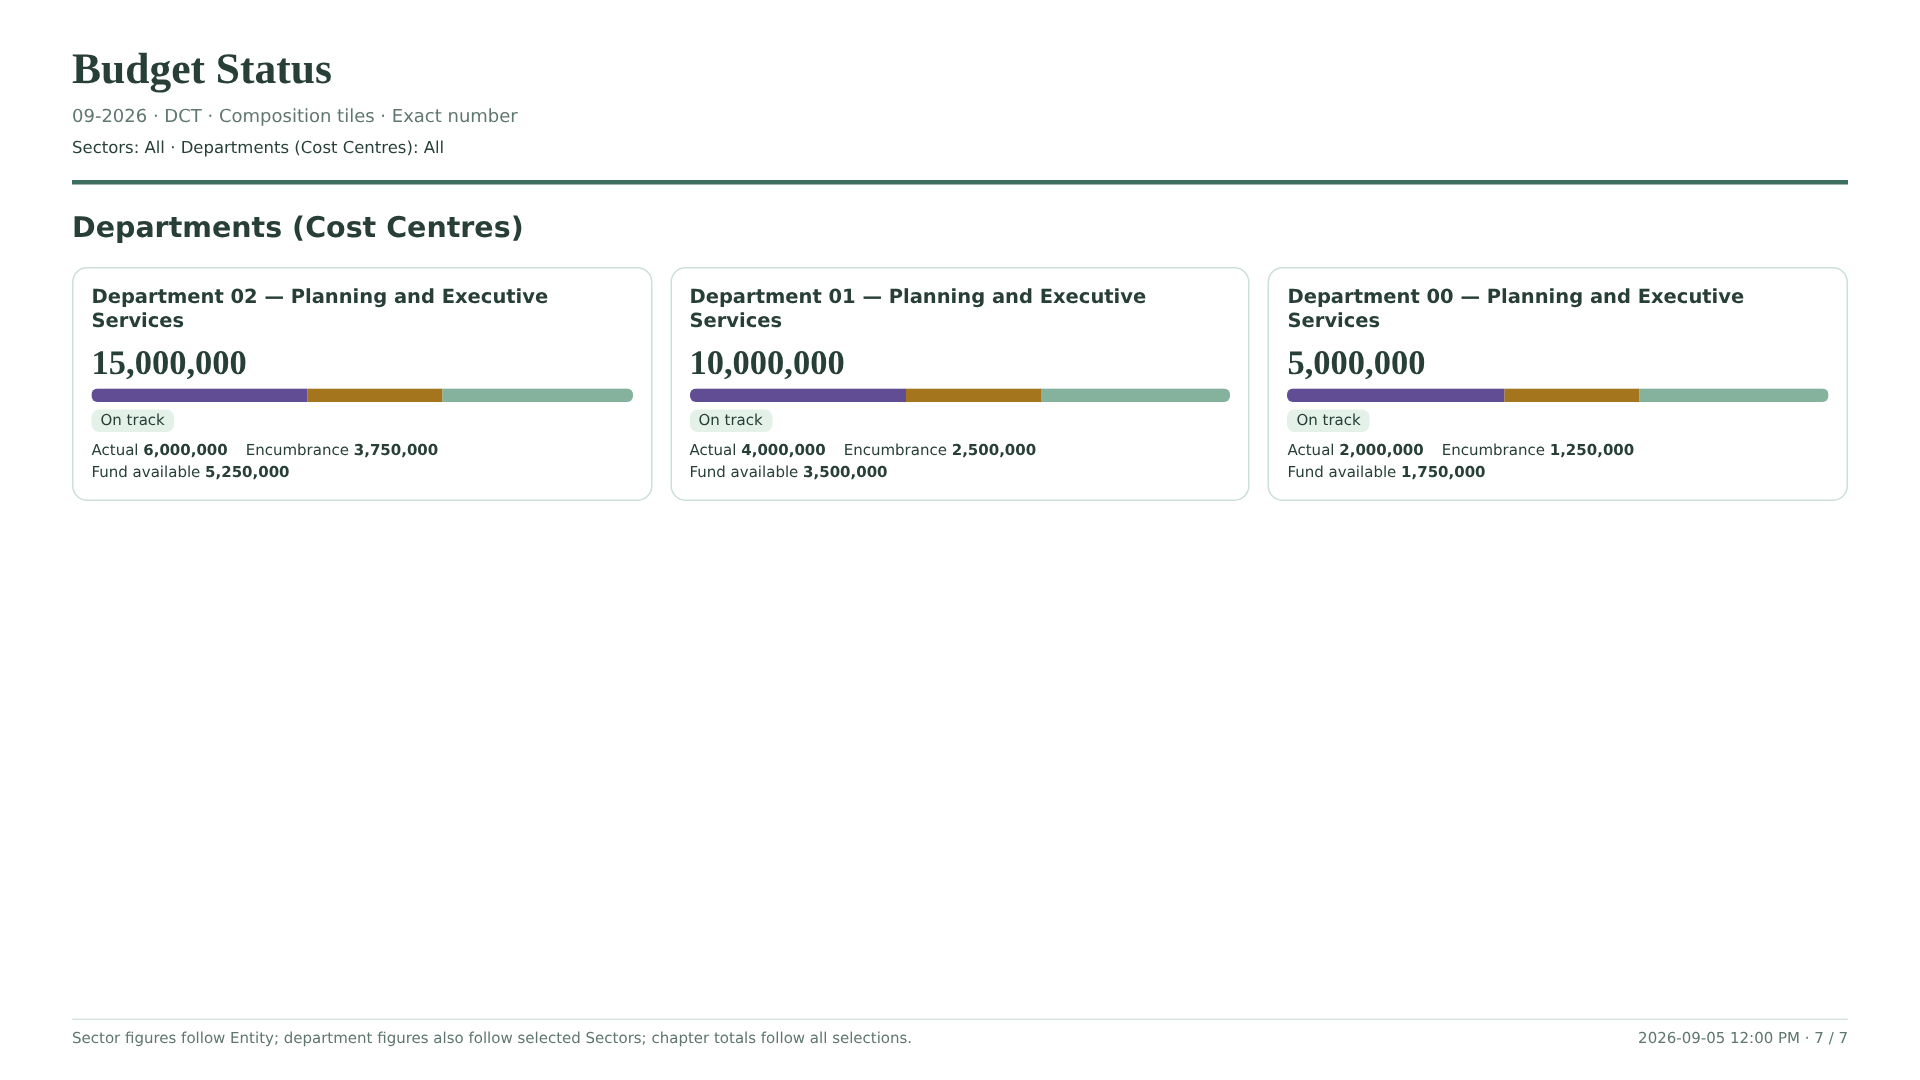 Budget Status
09-2026 · DCT · Composition tiles · Exact number
Sectors: All · Departments (Cost Centres): All
Departments (Cost Centres)
Department 02 — Planning and Executive
Services
15,000,000
On track
Actual 6,000,000 Encumbrance 3,750,000
Fund available 5,250,000
Department 01 — Planning and Executive
Services
10,000,000
On track
Actual 4,000,000 Encumbrance 2,500,000
Fund available 3,500,000
Department 00 — Planning and Executive
Services
5,000,000
On track
Actual 2,000,000 Encumbrance 1,250,000
Fund available 1,750,000
Sector figures follow Entity; department figures also follow selected Sectors; chapter totals follow all selections.
2026-09-05 12:00 PM · 7 / 7